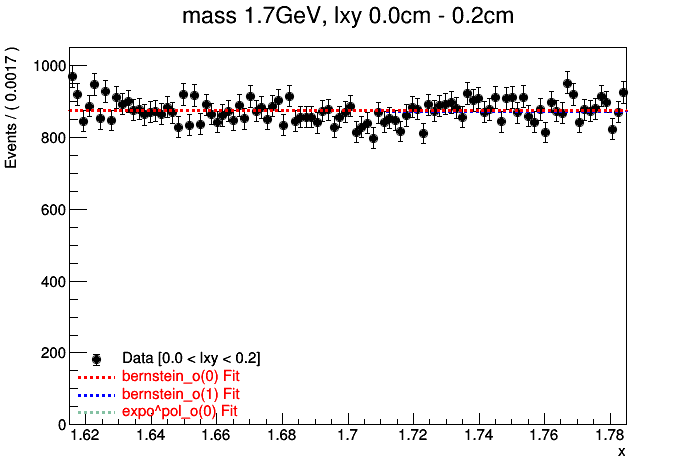 mass 1.7GeV, lxy 0.0cm - 0.2cm
Events / ( 0.0017 )
1000
800
600
400
200
0
Data [0.0 < lxy < 0.2]
bernstein_o(0) Fit
bernstein_o(1) Fit
expo^pol_o(0) Fit
1.62 1.64 1.66 1.68 1.7 1.72 1.74 1.76 1.78
x